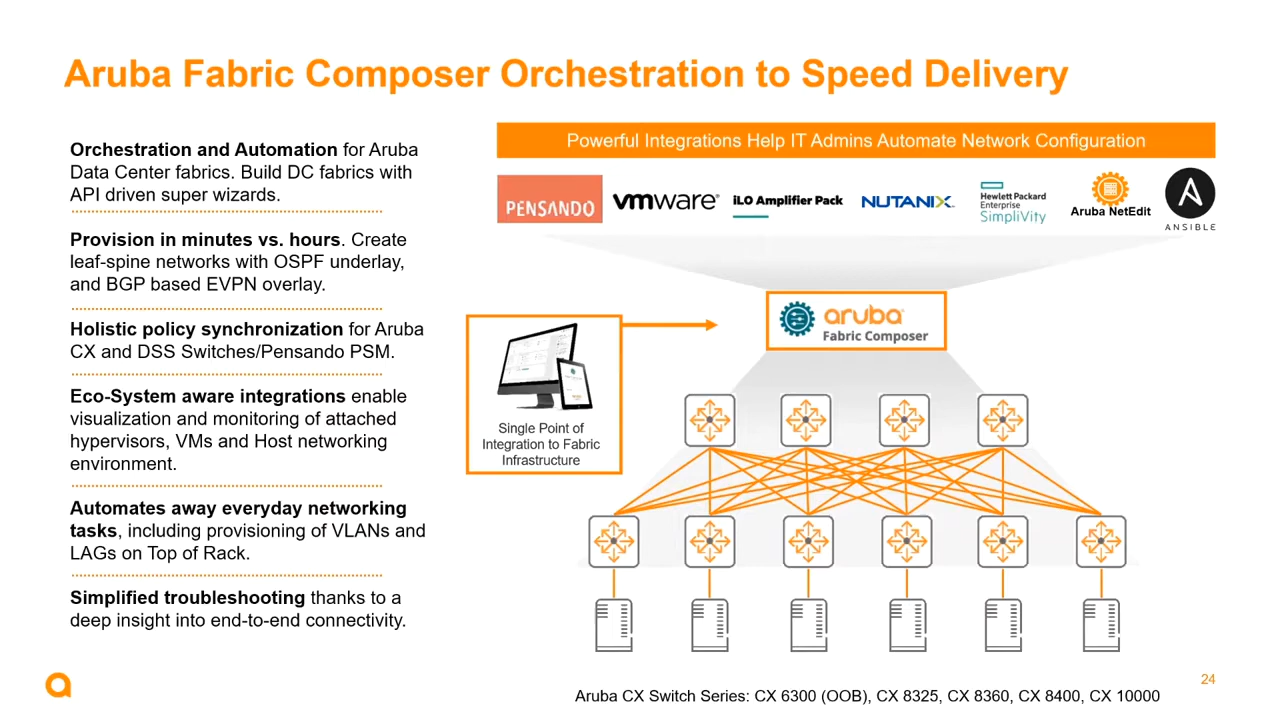 Aruba Fabric Composer Orchestration to Speed Delivery
Orchestration and Automation for Aruba
Data Center fabrics. Build DC fabrics with
API driven super wizards.
Provision in minutes vs. hours. Create
leaf-spine networks with OSPF underlay,
and BGP based EVPN overlay.
Holistic policy synchronization for Aruba
CX and DSS Switches/Pensando PSM.
Eco-System aware integrations enable
visualization and monitoring of attached
hypervisors, VMs and Host networking
environment.
Automates away everyday networking
tasks, including provisioning of VLANs and
LAGs on Top of Rack.
Simplified troubleshooting thanks to a
deep insight into end-to-end connectivity.
Powerful Integrations Help IT Admins Automate Network Configuration
PENSANDO
vmware®
iLO Amplifier Pack
NUTANIX
Hewlett Packard
Enterprise
SimpliVity
Aruba NetEdit
A
ANSIBLE
aruba
Fabric Composer
Single Point of
Integration to Fabric
Infrastructure
Aruba CX Switch Series: CX 6300 (OOB), CX 8325, CX 8360, CX 8400, CX 10000
24